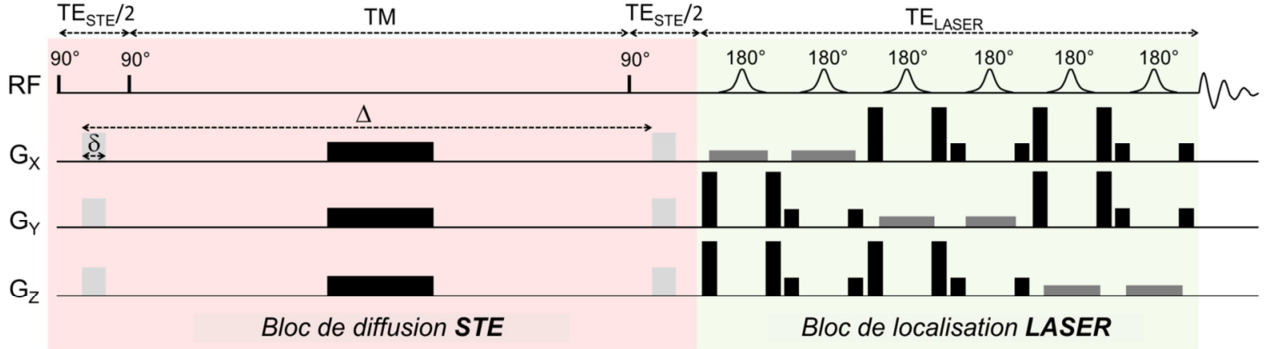 TE_STE/2 TM TE_STE/2 TE_LASER
90° 90° 90° 180° 180° 180° 180° 180° 180°
RF
Δ
δ
G_X
G_Y
G_Z
Bloc de diffusion STE Bloc de localisation LASER